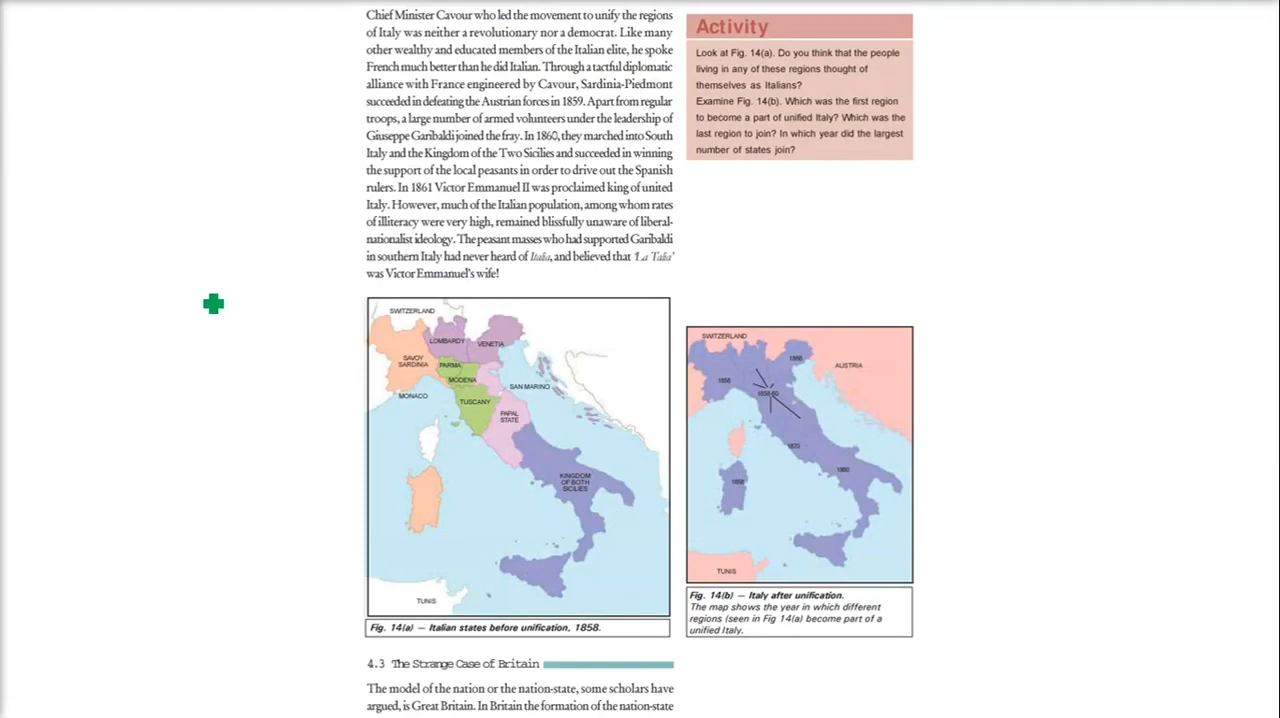 Chief Minister Cavour who led the movement to unify the regions
of Italy was neither a revolutionary nor a democrat. Like many
other wealthy and educated members of the Italian elite, he spoke
French much better than he did Italian. Through a tactful diplomatic
alliance with France engineered by Cavour, Sardinia-Piedmont
succeeded in defeating the Austrian forces in 1859. Apart from regular
troops, a large number of armed volunteers under the leadership of
Giuseppe Garibaldi joined the fray. In 1860, they marched into South
Italy and the Kingdom of the Two Sicilies and succeeded in winning
the support of the local peasants in order to drive out the Spanish
rulers. In 1861 Victor Emmanuel II was proclaimed king of united
Italy. However, much of the Italian population, among whom rates
of illiteracy were very high, remained blissfully unaware of liberal-
nationalist ideology. The peasant masses who had supported Garibaldi
in southern Italy had never heard of Italia, and believed that 'La Talia'
was Victor Emmanuel's wife!
Activity
Look at Fig. 14(a). Do you think that the people
living in any of these regions thought of
themselves as Italians?
Examine Fig. 14(b). Which was the first region
to become a part of unified Italy? Which was the
last region to join? In which year did the largest
number of states join?
SWITZERLAND
LOMBARDY
VENETIA
SAVOY
SARDINIA
PARMA
MODENA
SAN MARINO
MONACO
TUSCANY
PAPAL
STATE
KINGDOM
OF BOTH
SICILIES
TUNIS
Fig. 14(a) — Italian states before unification, 1858.
SWITZERLAND
1866
AUSTRIA
1858
1858-60
1870
1860
1858
TUNIS
Fig. 14(b) — Italy after unification.
The map shows the year in which different
regions (seen in Fig 14(a) become part of a
unified Italy.
4.3 The Strange Case of Britain
The model of the nation or the nation-state, some scholars have
argued, is Great Britain. In Britain the formation of the nation-state